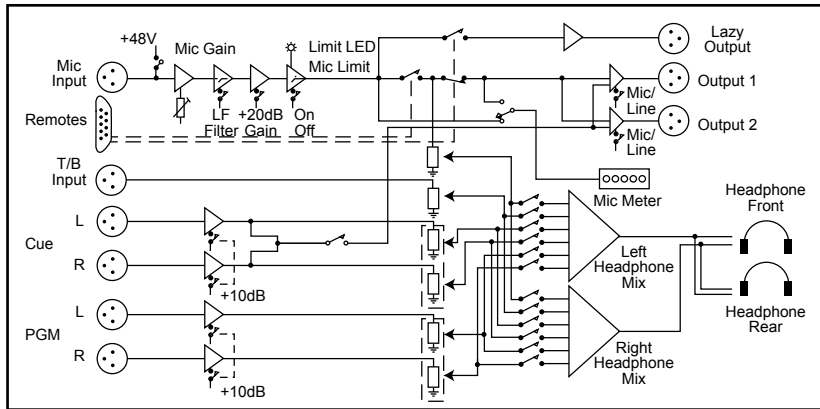 +48V
Mic Gain
Limit LED
Mic Limit
Lazy
Output
Mic
Input
Output 1
Mic/
Line
Output 2
Mic/
Line
Remotes
LF
Filter
+20dB
Gain
On
Off
T/B
Input
Mic Meter
Headphone
Front
L
Cue
R
+10dB
Left
Headphone
Mix
Headphone
Rear
L
PGM
R
+10dB
Right
Headphone
Mix